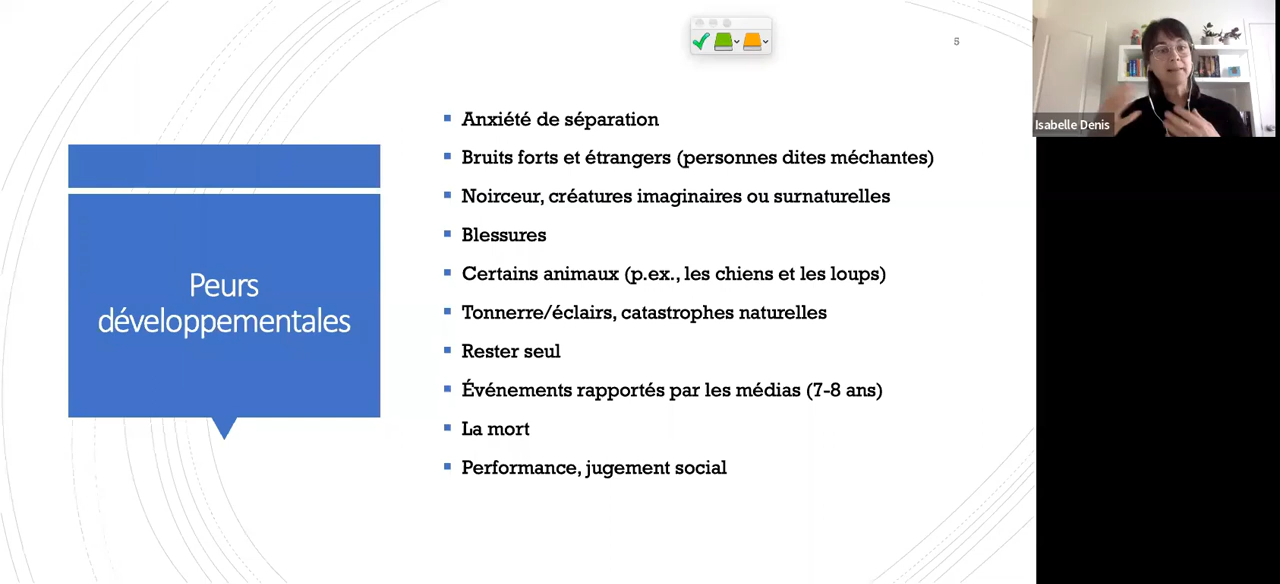 5
Peurs
développementales
Anxiété de séparation
Bruits forts et étrangers (personnes dites méchantes)
Noirceur, créatures imaginaires ou surnaturelles
Blessures
Certains animaux (p.ex., les chiens et les loups)
Tonnerre/éclairs, catastrophes naturelles
Rester seul
Événements rapportés par les médias (7-8 ans)
La mort
Performance, jugement social
Isabelle Denis